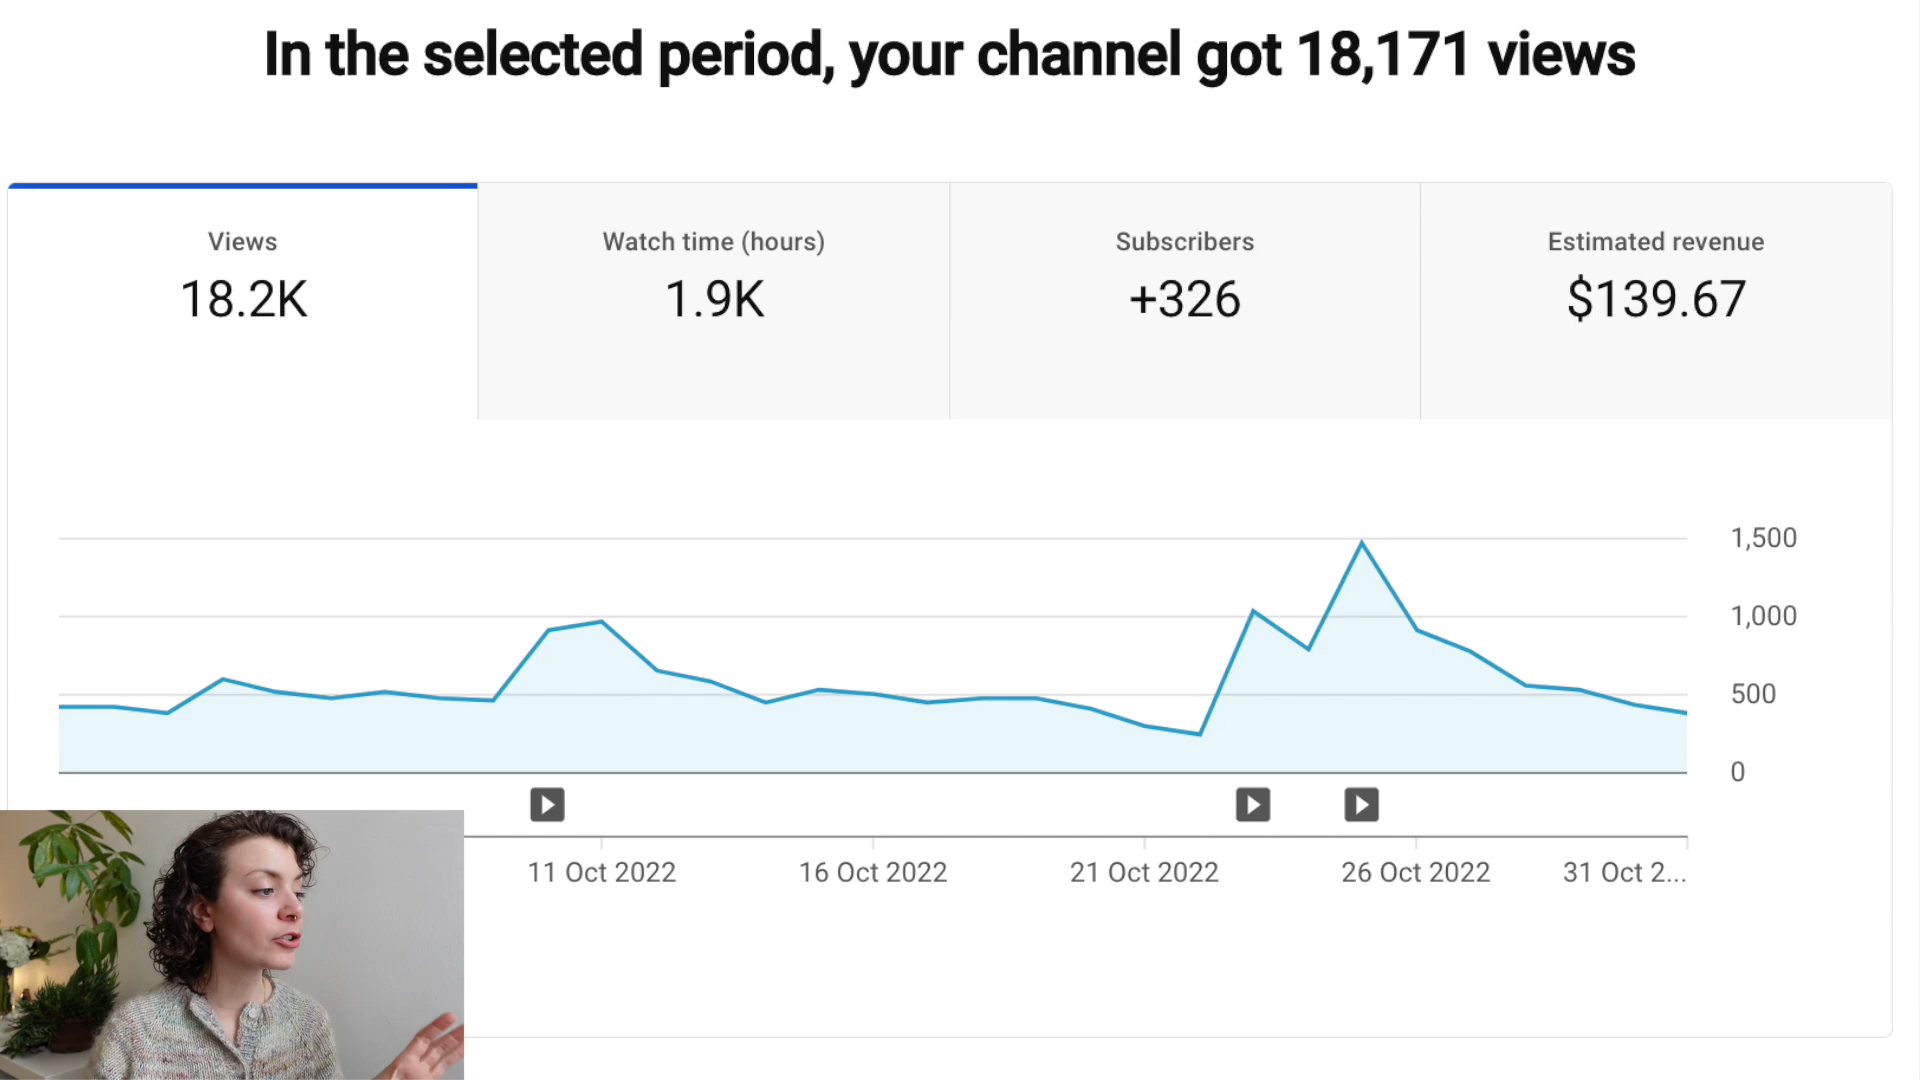 In the selected period, your channel got 18,171 views
Views
18.2K
Watch time (hours)
1.9K
Subscribers
+326
Estimated revenue
$139.67
1,500
1,000
500
0
11 Oct 2022
16 Oct 2022
21 Oct 2022
26 Oct 2022
31 Oct 2...